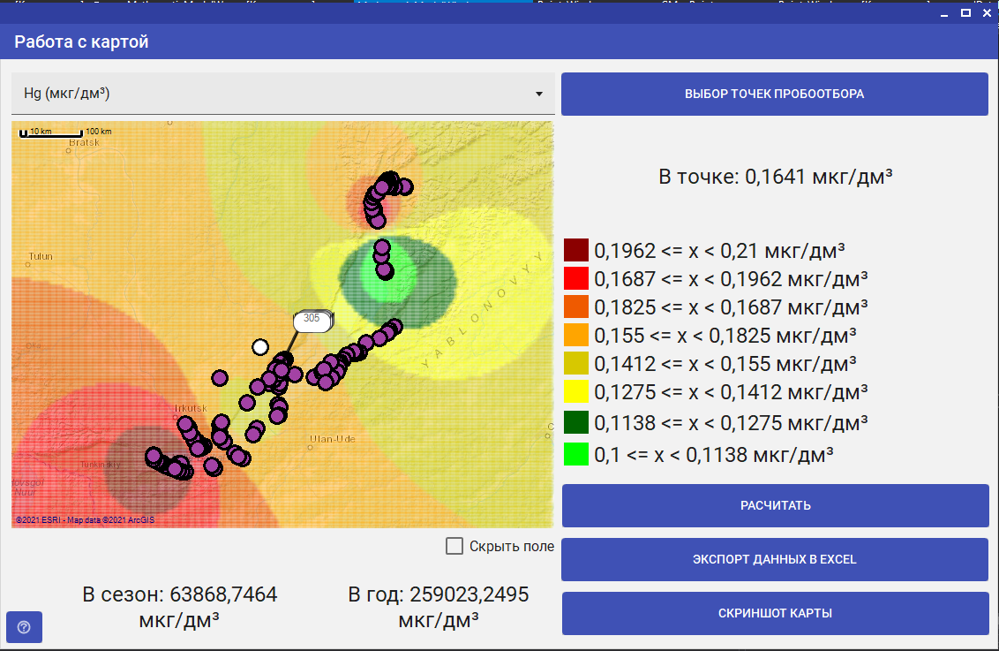 Работа с картой
Hg (мкг/дм³)
ВЫБОР ТОЧЕК ПРОБООТБОРА
10 km 100 km
Bratsk
В точке: 0,1641 мкг/дм³
0,1962 <= x < 0,21 мкг/дм³
Tulun
0,1687 <= x < 0,1962 мкг/дм³
0,1825 <= x < 0,1687 мкг/дм³
305
0,155 <= x < 0,1825 мкг/дм³
YABLONOVYY
0,1412 <= x < 0,155 мкг/дм³
0,1275 <= x < 0,1412 мкг/дм³
Irkutsk
0,1138 <= x < 0,1275 мкг/дм³
Ulan-Ude
0,1 <= x < 0,1138 мкг/дм³
Tunkinskiy
Nuur
РАСЧИТАТЬ
©2021 ESRI - Map data ©2021 ArcGIS
Скрыть поле
ЭКСПОРТ ДАННЫХ В EXCEL
В сезон: 63868,7464
мкг/дм³
В год: 259023,2495
мкг/дм³
СКРИНШОТ КАРТЫ